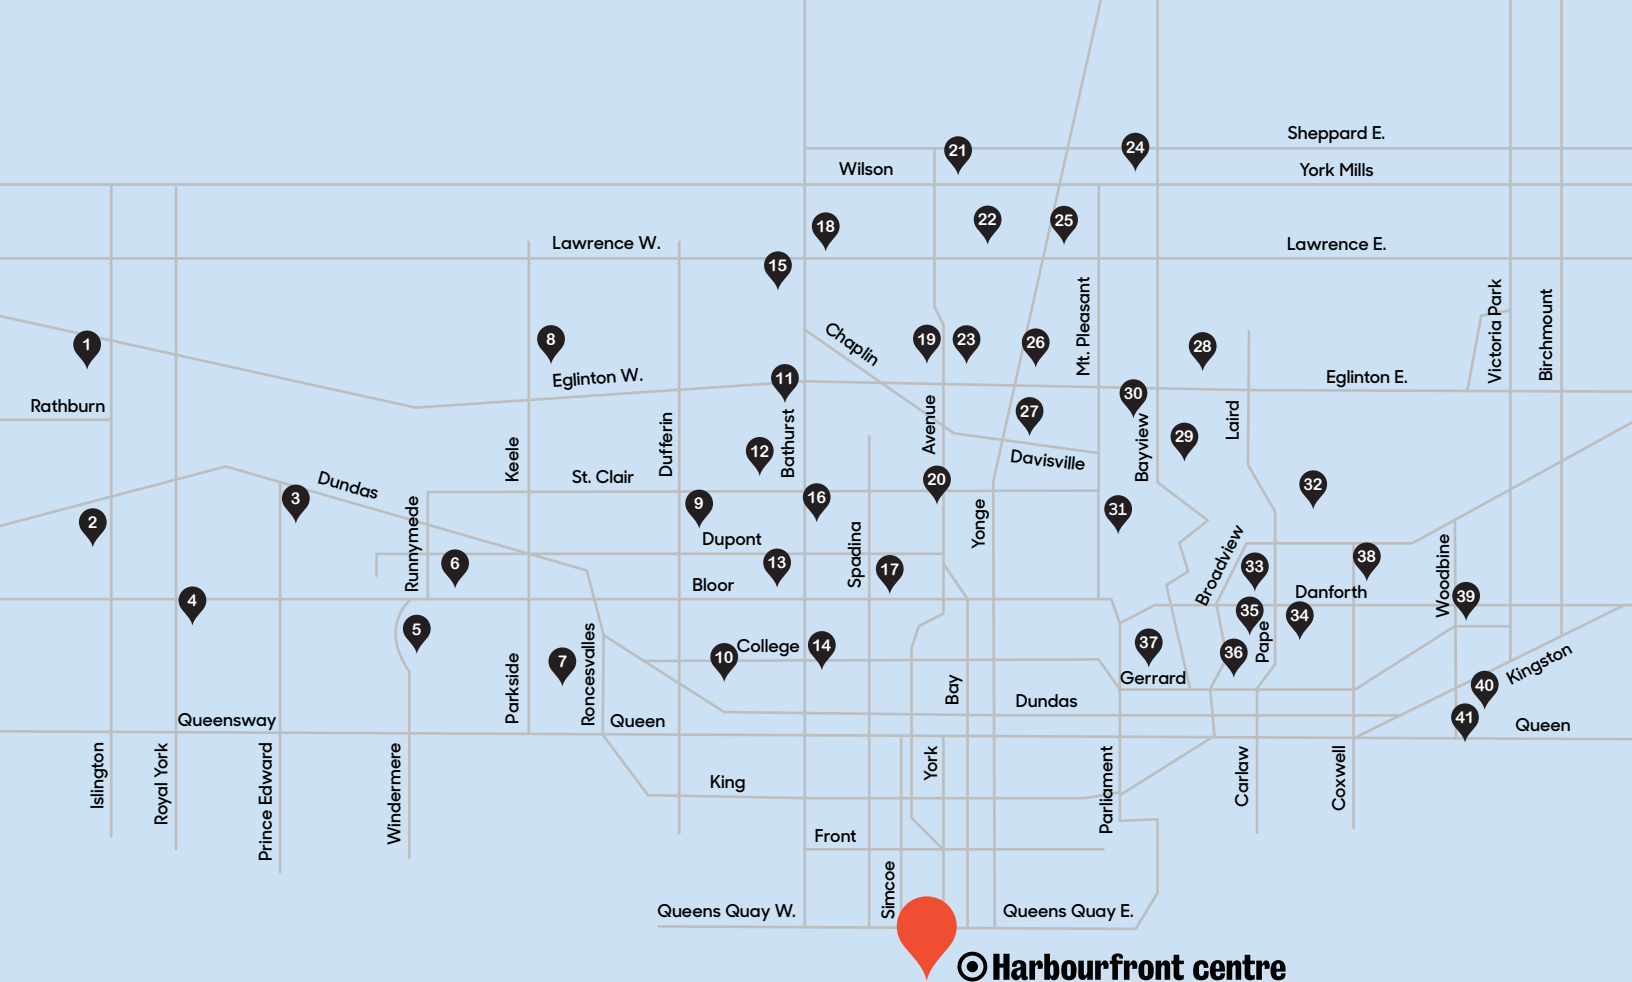 Sheppard E.
21
24
Wilson
York Mills
18
22
25
Lawrence W.
Lawrence E.
15
1
8
Chaplin
19
23
26
Mt. Pleasant
28
Victoria Park
Birchmount
Eglinton W.
11
Eglinton E.
Rathburn
30
27
Avenue
Laird
Keele
Dufferin
Bathurst
12
Bayview
29
Davisville
St. Clair
Dundas
3
20
32
2
Runnymede
9
16
31
Yonge
Dupont
Spadina
6
13
17
Broadview
33
38
Bloor
Danforth
Woodbine
39
4
5
35
34
Pape
College
14
37
36
10
7
Roncesvalles
Parkside
Gerrard
Kingston
40
Bay
Dundas
Queensway
Queen
41
Queen
Islington
Royal York
Prince Edward
Windermere
York
Parliament
Carlaw
Coxwell
King
Front
Simcoe
Queens Quay W.
Queens Quay E.
Harbourfront centre